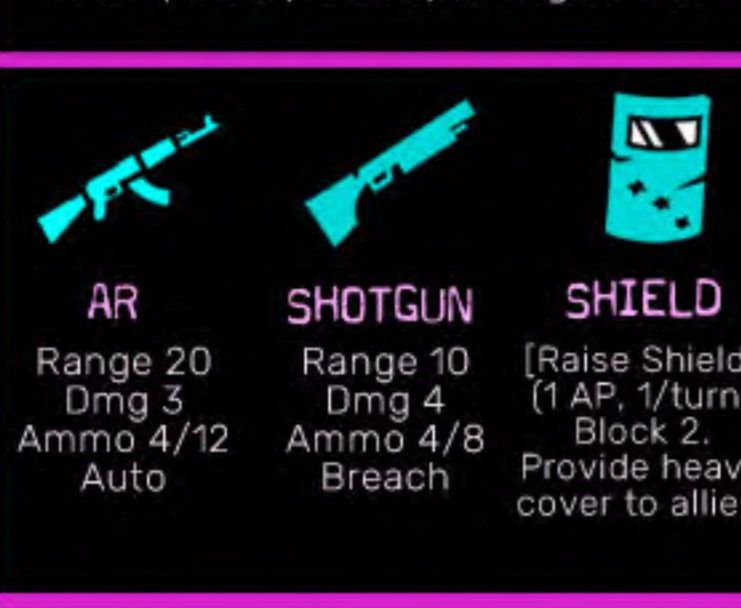 AR
Range 20
Dmg 3
Ammo 4/12
Auto
SHOTGUN
Range 10
Dmg 4
Ammo 4/8
Breach
SHIELD
[Raise Shield
(1 AP, 1/turn
Block 2.
Provide heav
cover to allie